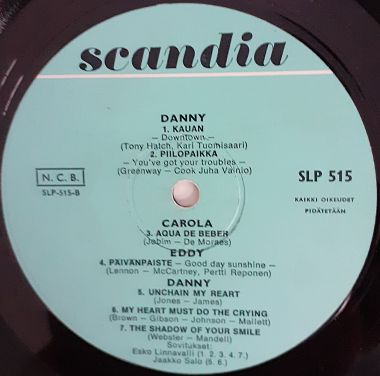 scandia
DANNY
1. KAUAN
— Downtown —
(Tony Hatch, Kari Tuomisaari)
2. PIILOPAIKKA
— You've got your troubles —
(Greenway — Cook Juha Vainio)
N. C. B.
SLP-515-B
SLP 515
KAIKKI OIKEUDET
PIDÄTETÄÄN
CAROLA
3. AQUA DE BEBER
(Jobim — De Moraes)
EDDY
4. PÄIVÄNPAISTE — Good day sunshine —
(Lennon — McCartney, Pertti Reponen)
DANNY
5. UNCHAIN MY REART
(Jones — James)
6. MY HEART MUST DO THE CRYING
(Brown — Gibson — Johnson — Mallett)
7. THE SHADOW OF YOUR SMILE
(Webster — Mandell)
Sovitukset:
Esko Linnavalli (1. 2. 3. 4. 7.)
Jaakko Salo (5. 6.)